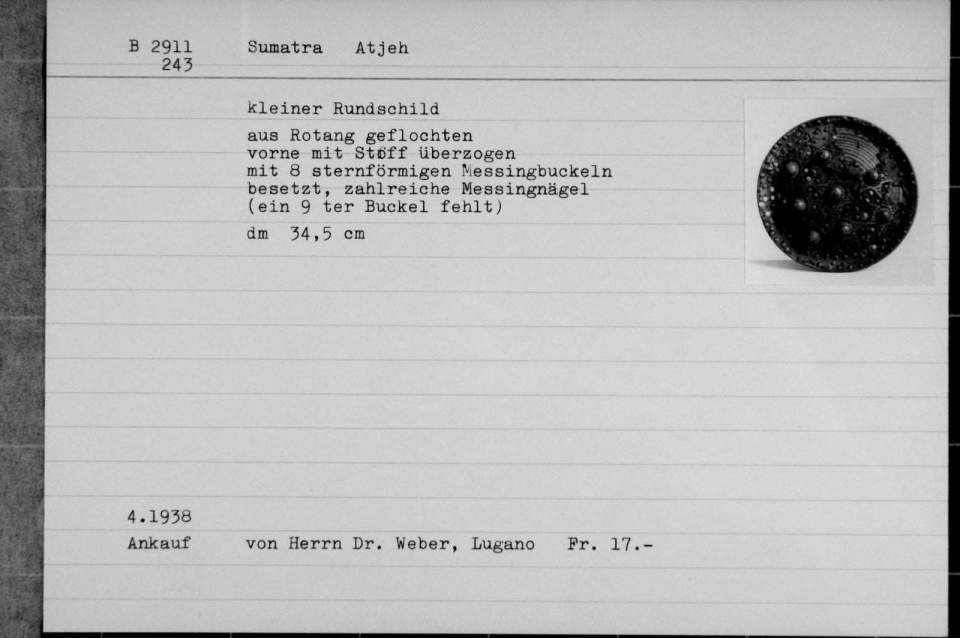 B 2911 Sumatra Atjeh
243
kleiner Rundschild
aus Rotang geflochten
vorne mit Stoff überzogen
mit 8 sternförmigen Messingbuckeln
besetzt, zahlreiche Messingnägel
(ein 9 ter Buckel fehlt)
dm 34,5 cm
4.1938
Ankauf von Herrn Dr. Weber, Lugano Fr. 17.-